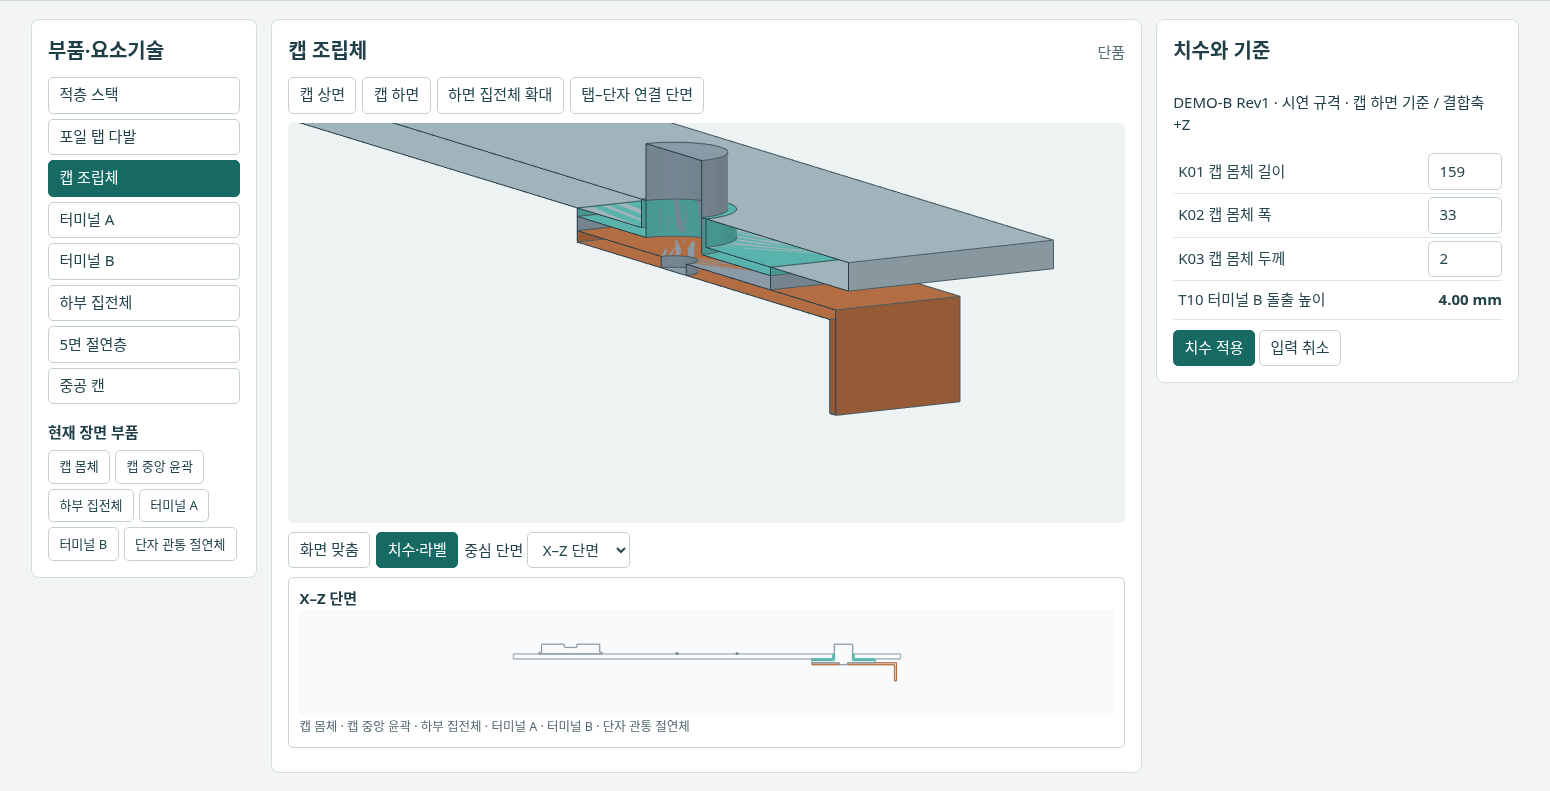 부품·요소기술
적층 스택
포일 탭 다발
캡 조립체
터미널 A
터미널 B
하부 집전체
5면 절연층
중공 캔
현재 장면 부품
캡 몸체
캡 중앙 윤곽
하부 집전체
터미널 A
터미널 B
단자 관통 절연체
캡 조립체
단품
캡 상면
캡 하면
하면 집전체 확대
탭–단자 연결 단면
화면 맞춤
치수·라벨
중심 단면
X–Z 단면
X–Z 단면
캡 몸체 · 캡 중앙 윤곽 · 하부 집전체 · 터미널 A · 터미널 B · 단자 관통 절연체
치수와 기준
DEMO-B Rev1 · 시연 규격 · 캡 하면 기준 / 결합축
+Z
K01 캡 몸체 길이
159
K02 캡 몸체 폭
33
K03 캡 몸체 두께
2
T10 터미널 B 돌출 높이
4.00 mm
치수 적용
입력 취소